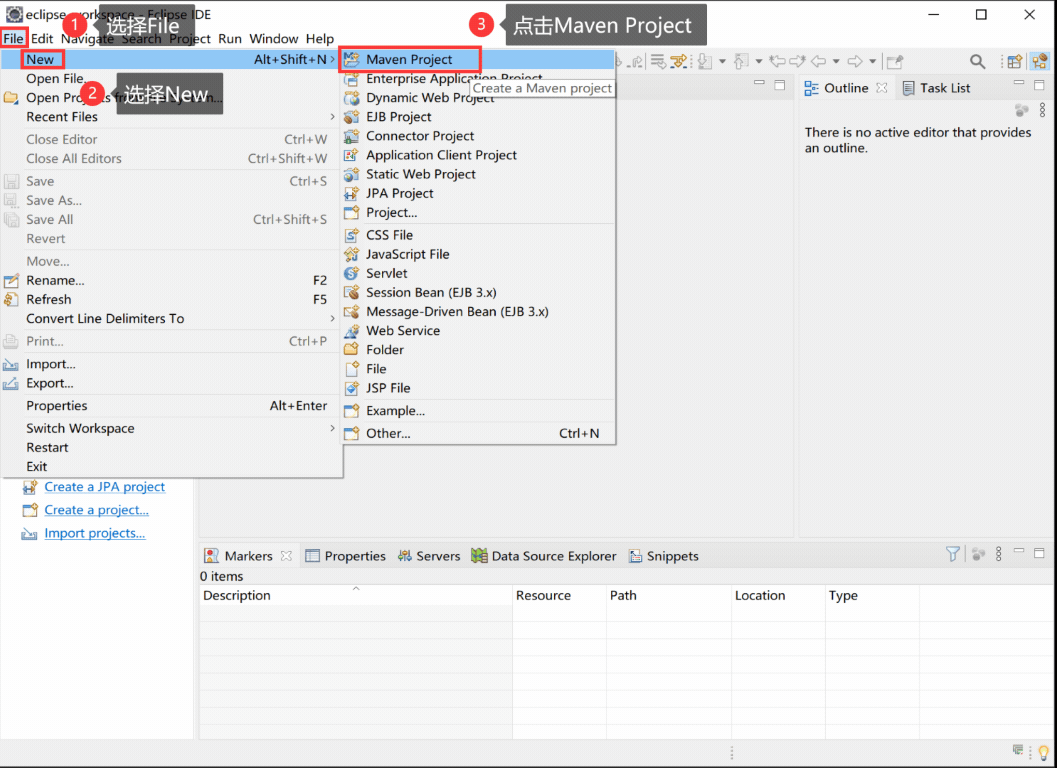 eclipse-workspace - Eclipse IDE
1 选择File
3 点击Maven Project
File Edit Navigate Search Project Run Window Help
New Alt+Shift+N
Maven Project
Open File...
Enterprise Application Project
Create a Maven project
2 选择New
Open Projects from File System...
Dynamic Web Project
Outline
Task List
Recent Files
EJB Project
There is no active editor that provides
an outline.
Close Editor Ctrl+W
Connector Project
Close All Editors Ctrl+Shift+W
Application Client Project
Static Web Project
Save Ctrl+S
JPA Project
Save As...
Project...
Save All Ctrl+Shift+S
CSS File
Revert
JavaScript File
Move...
Servlet
Rename... F2
Session Bean (EJB 3.x)
Refresh F5
Message-Driven Bean (EJB 3.x)
Convert Line Delimiters To
Web Service
Print... Ctrl+P
Folder
Import...
File
Export...
JSP File
Properties Alt+Enter
Example...
Switch Workspace
Other... Ctrl+N
Restart
Exit
Create a JPA project
Create a project...
Import projects...
Markers Properties Servers Data Source Explorer Snippets
0 items
Description Resource Path Location Type